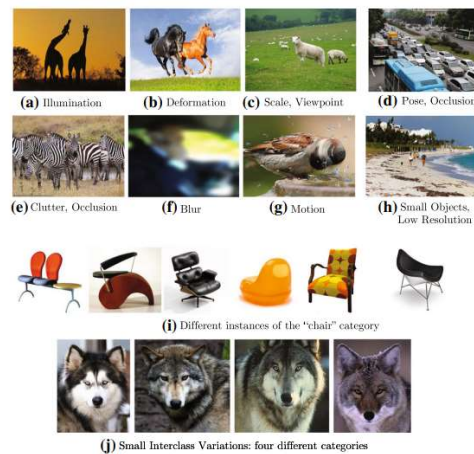 (a) Illumination
(b) Deformation
(c) Scale, Viewpoint
(d) Pose, Occlusion
(e) Clutter, Occlusion
(f) Blur
(g) Motion
(h) Small Objects,
Low Resolution
(i) Different instances of the "chair" category
(j) Small Interclass Variations: four different categories